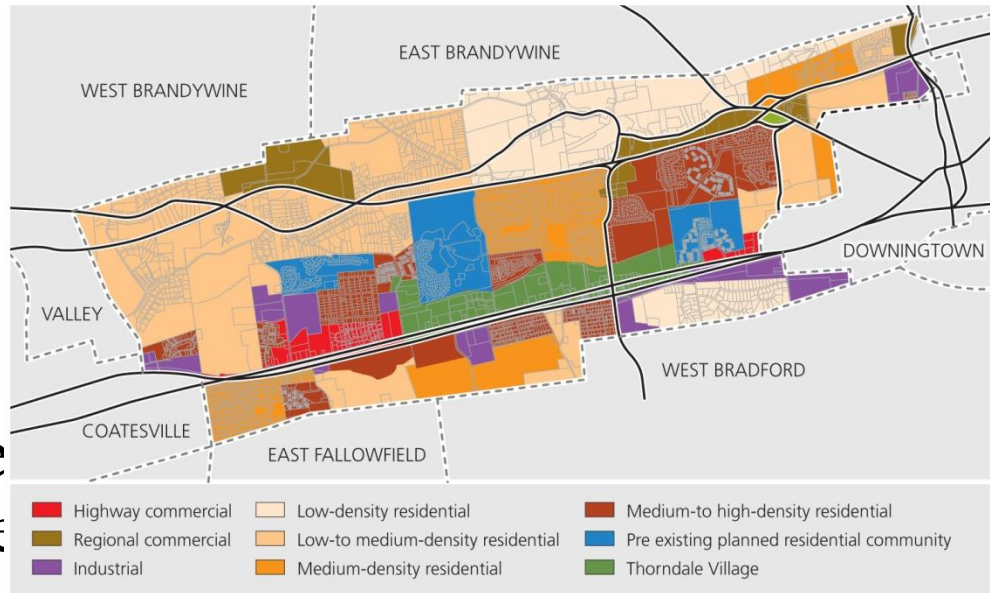 EAST BRANDYWINE
WEST BRANDYWINE
DOWNINGTOWN
VALLEY
WEST BRADFORD
COATESVILLE
EAST FALLOWFIELD
Highway commercial
Regional commercial
Industrial
Low-density residential
Low-to medium-density residential
Medium-density residential
Medium-to high-density residential
Pre existing planned residential community
Thorndale Village